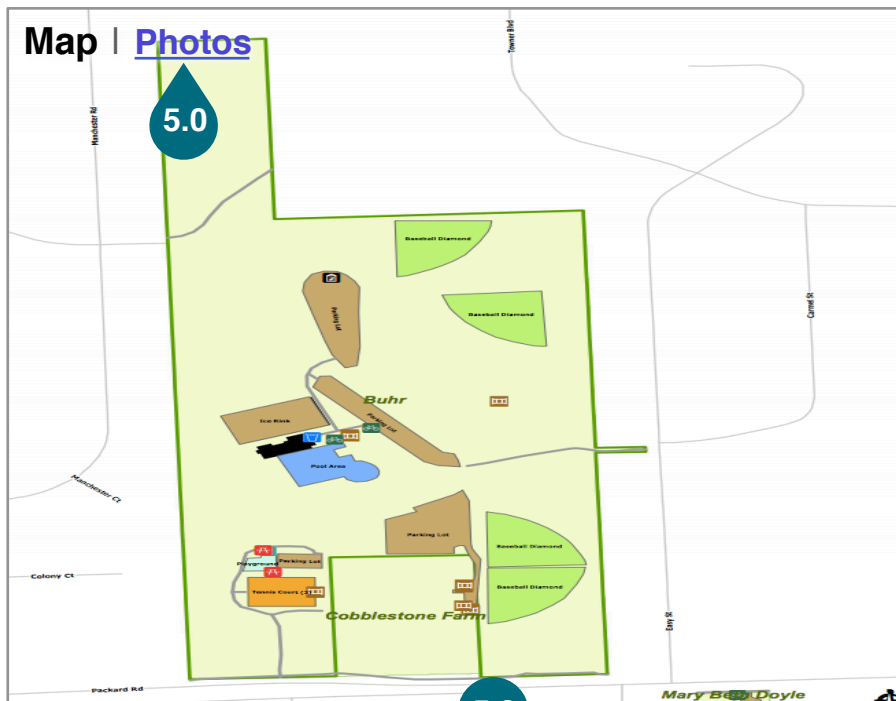 Map | Photos
Towner Blvd
5.0
Manchester Rd
Baseball Diamond
Parking Lot
Baseball Diamond
Carmel St
Buhr
Parking Lot
Ice Rink
Pool Area
Manchester Ct
Parking Lot
Baseball Diamond
Playground
Parking Lot
Colony Ct
Baseball Diamond
Tennis Court (2)
Cobblestone Farm
Easy St
Packard Rd
Mary Beth Doyle